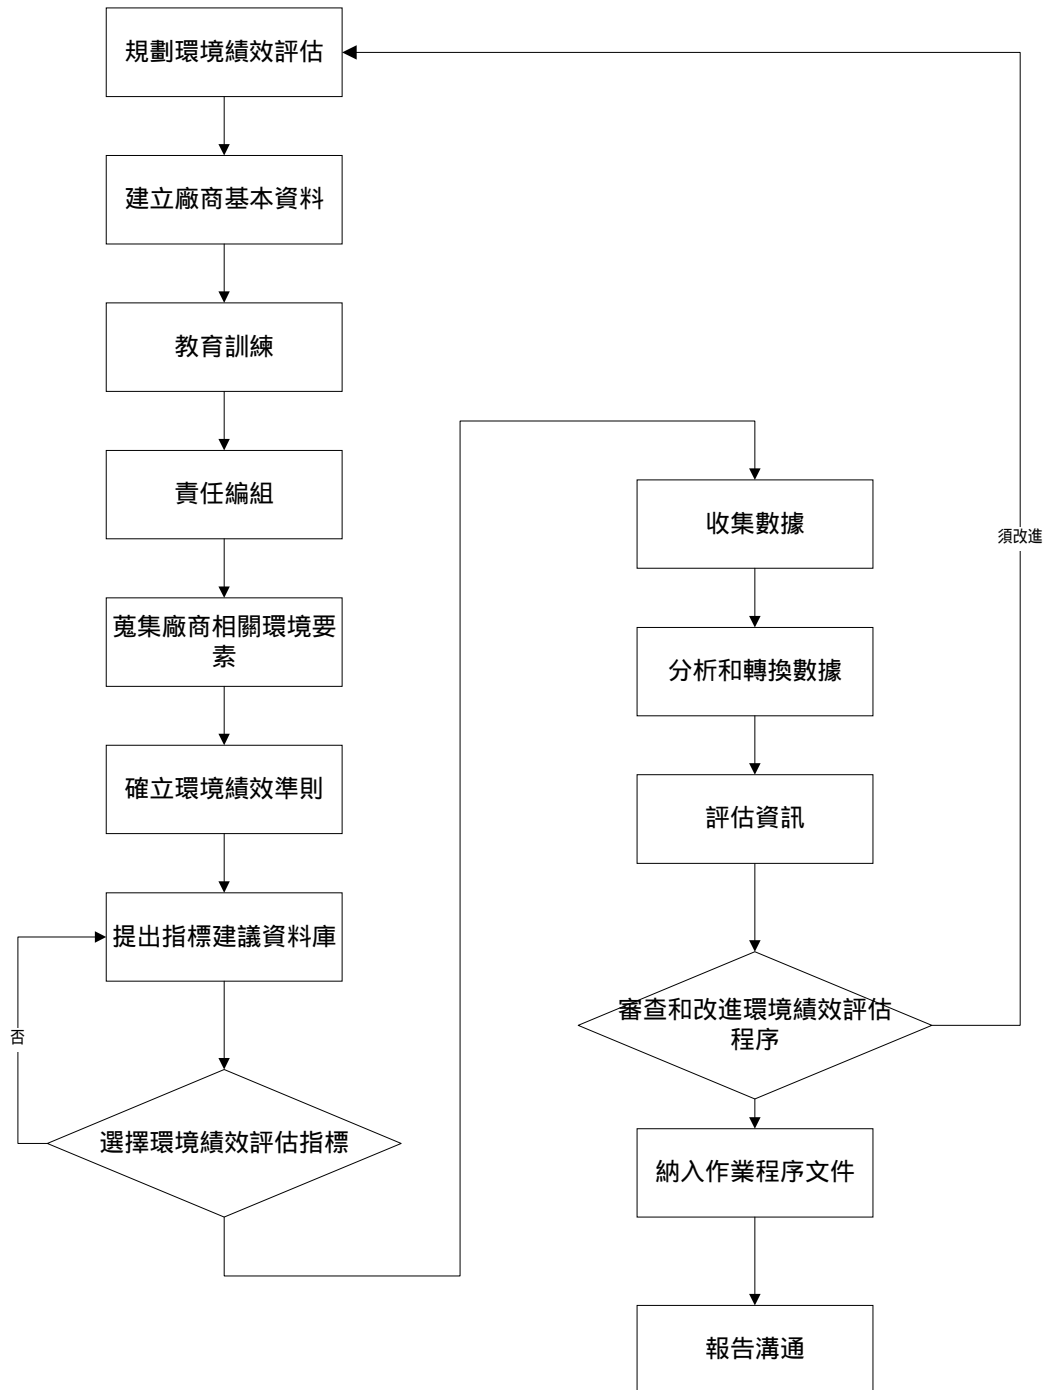 規劃環境績效評估
建立廠商基本資料
教育訓練
責任編組
蒐集廠商相關環境要
素
確立環境績效準則
提出指標建議資料庫
否
選擇環境績效評估指標
收集數據
須改進
分析和轉換數據
評估資訊
審查和改進環境績效評估
程序
納入作業程序文件
報告溝通